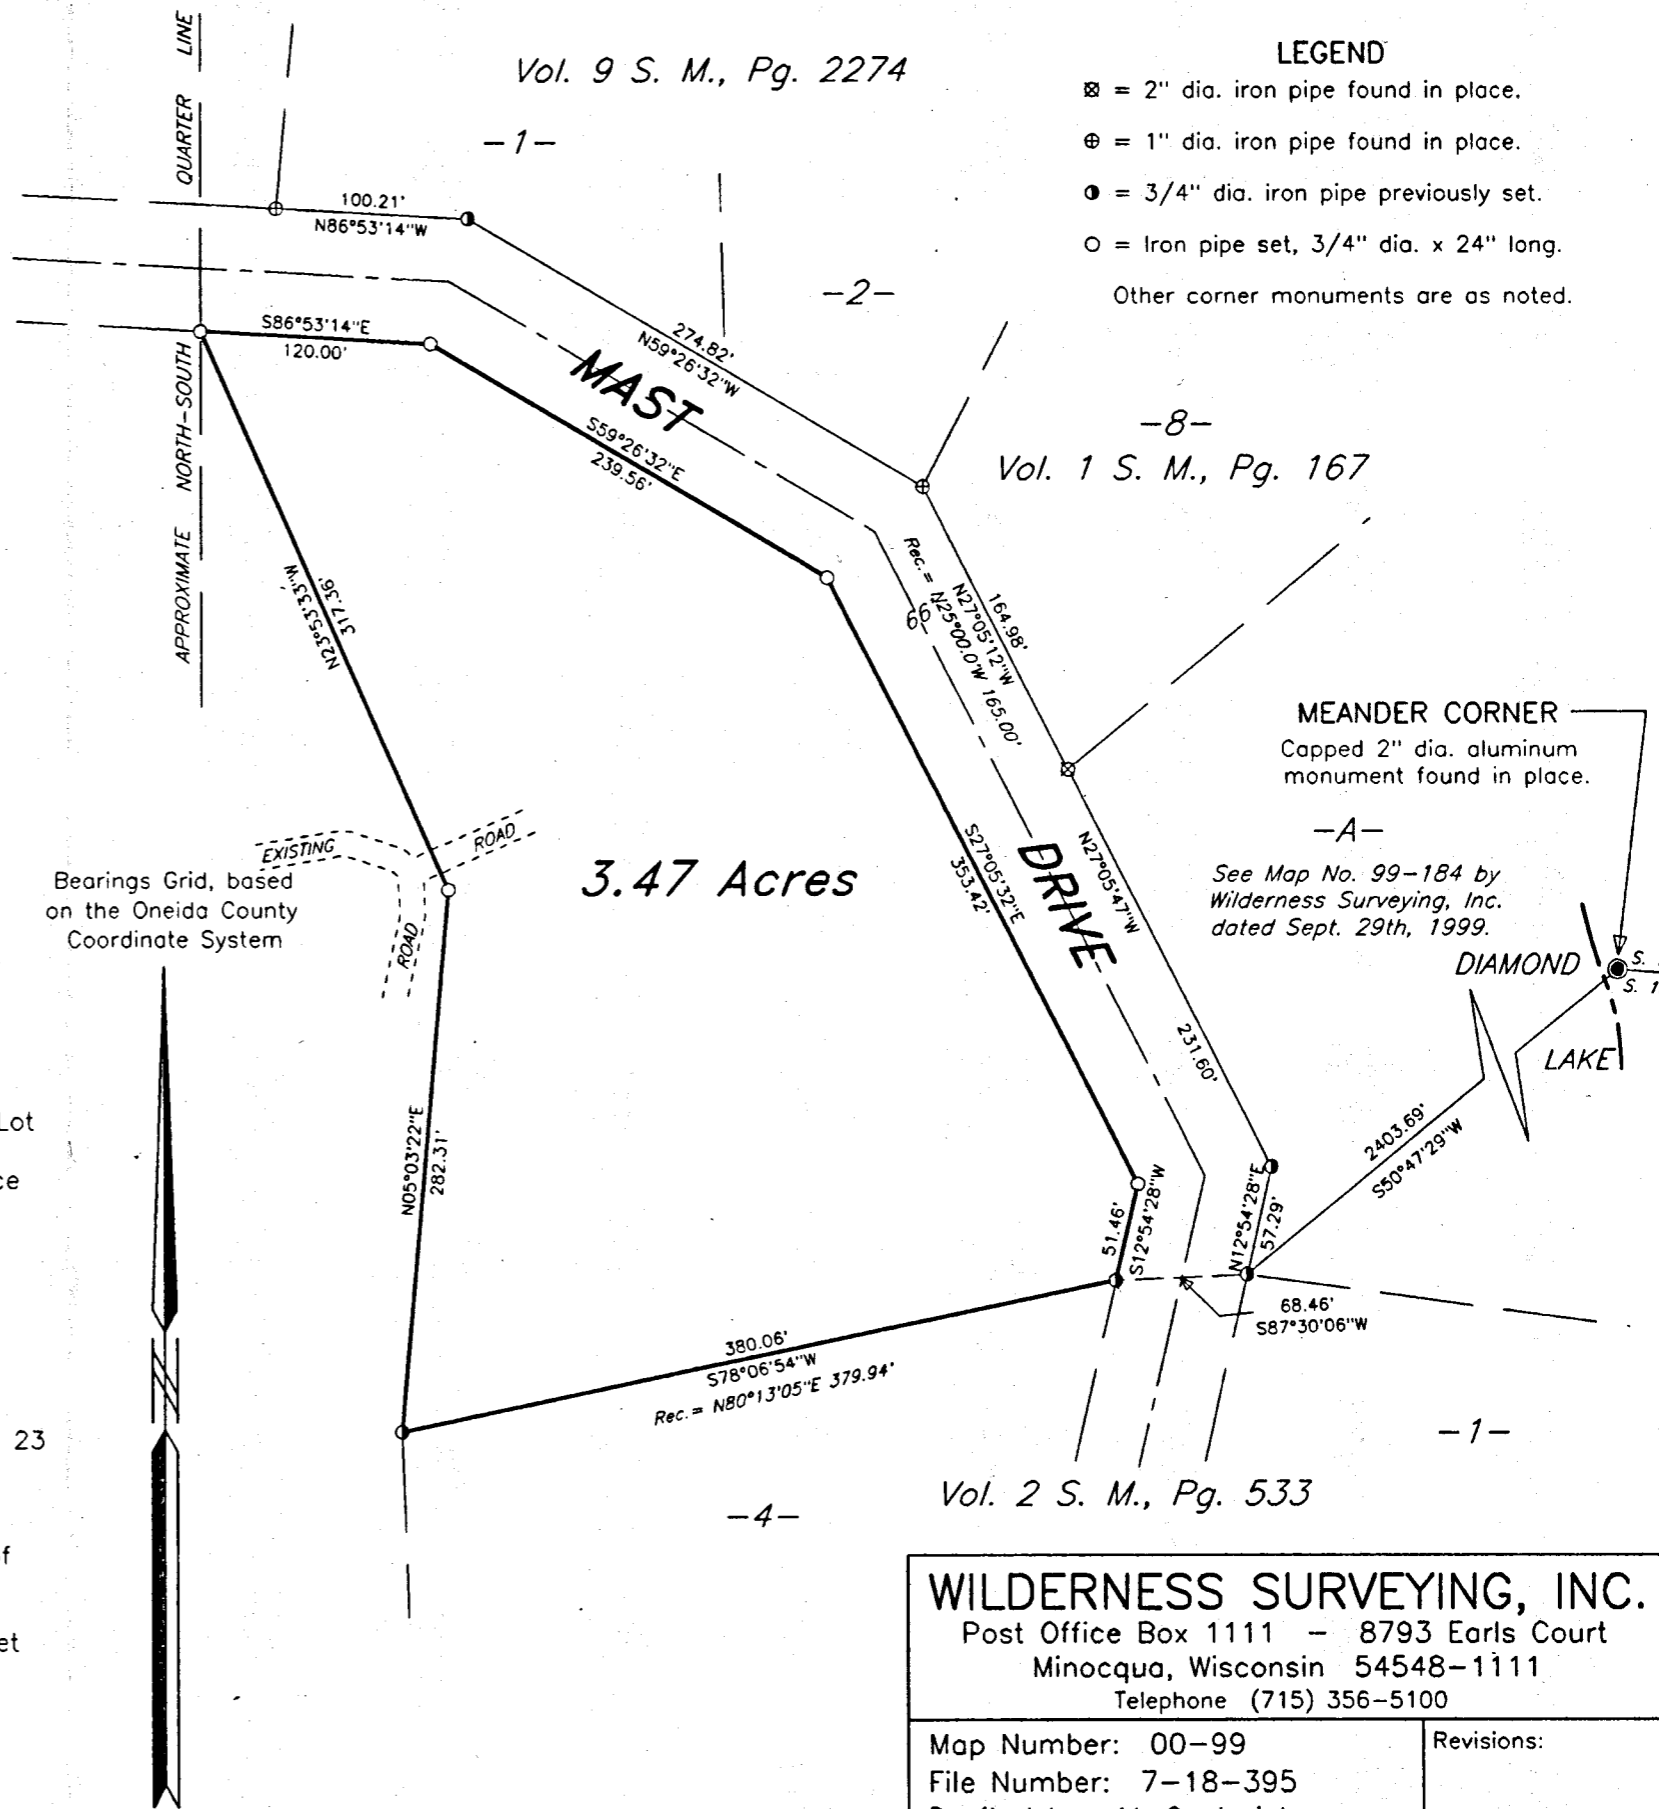 LINE
QUARTER
NORTH-SOUTH
APPROXIMATE
Vol. 9 S. M., Pg. 2274
-1-
LEGEND
= 2" dia. iron pipe found in place.
= 1" dia. iron pipe found in place.
= 3/4" dia. iron pipe previously set.
= Iron pipe set, 3/4" dia. x 24" long.
Other corner monuments are as noted.
100.21'
N86°53'14"W
-2-
274.82'
N59°26'32"W
S86°53'14"E
120.00'
MAST
S59°26'32"E
239.56'
-8-
Vol. 1 S. M., Pg. 167
317.36'
N23°53'33"W
164.98'
N27°05'12"W
Rec. = N25°00.0'W 165.00'
66
MEANDER CORNER
Capped 2" dia. aluminum
monument found in place.
-A-
See Map No. 99-184 by
Wilderness Surveying, Inc.
dated Sept. 29th, 1999.
EXISTING
ROAD
ROAD
3.47 Acres
S27°05'32"E
353.42'
DRIVE
N27°05'47"W
231.60'
Bearings Grid, based
on the Oneida County
Coordinate System
DIAMOND
LAKE
S.
S. 1
Lot
ce
N05°03'22"E
282.31'
2403.69'
S50°47'29"W
51.46'
S12°54'28"W
N12°54'28"E
57.29'
68.46'
S87°30'06"W
380.06'
S78°06'54"W
Rec.= N80°13'05"E 379.94'
23
-1-
Vol. 2 S. M., Pg. 533
-4-
f
et
WILDERNESS SURVEYING, INC.
Post Office Box 1111 - 8793 Earls Court
Minocqua, Wisconsin 54548-1111
Telephone (715) 356-5100
Map Number: 00-99
File Number: 7-18-395
Revisions: